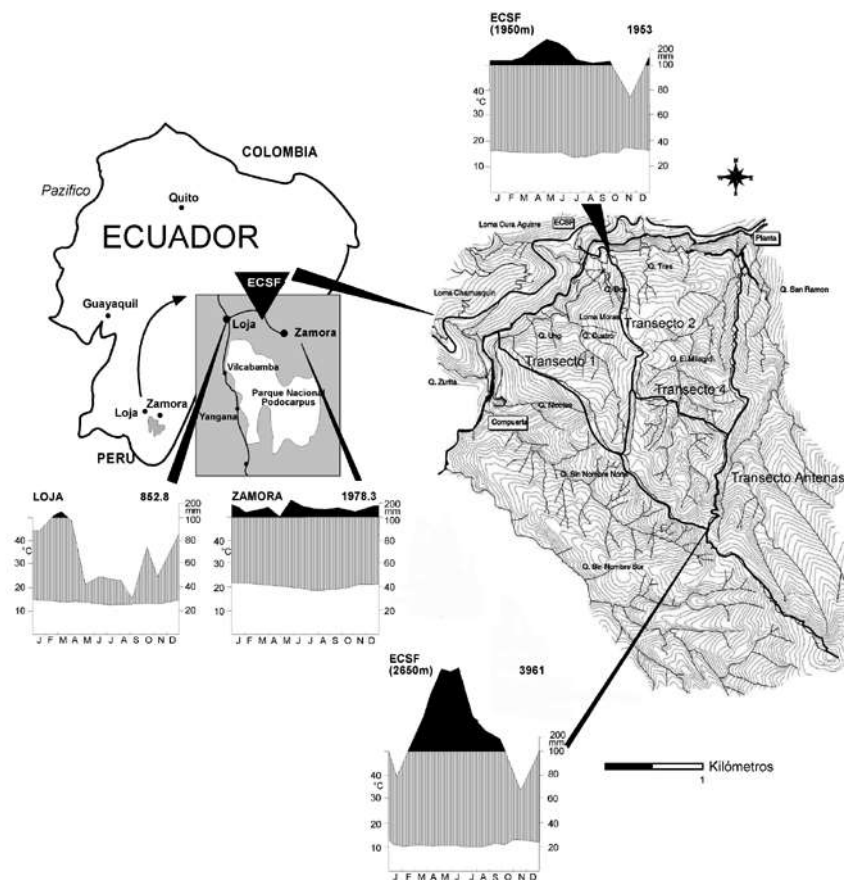 ECSF
(1950m) 1953
200
mm
100
80
60
40
20
40
°C
30
20
10
J F M A M J J A S O N D
COLOMBIA
Pazifico
Quito
ECUADOR
Guayaquil
ECSF
Loja
Zamora
Vilcabamba
Parque Nacional
Podocarpus
Yangana
Loja
Zamora
PERU
Loma Cura Aguirre
ECSF
Planta
Q. Tres
Q. San Ramon
Q. Dos
Loma Chamusquin
Transecto 2
Q. Uno
Q. Cuatro
Transecto 1
Q. El Milagro
Q. Zurita
Transecto 4
Q. Nicolas
Compuerta
Q. Sin Nombre Norte
Transecto Antenas
Q. Sin Nombre Sur
LOJA 852.8
200
mm
100
80
60
40
20
40
°C
30
20
10
J F M A M J J A S O N D
ZAMORA 1978.3
200
mm
100
80
60
40
20
40
°C
30
20
10
J F M A M J J A S O N D
ECSF
(2650m) 3961
200
mm
100
80
60
40
20
40
°C
30
20
10
J F M A M J J A S O N D
Kilómetros
1